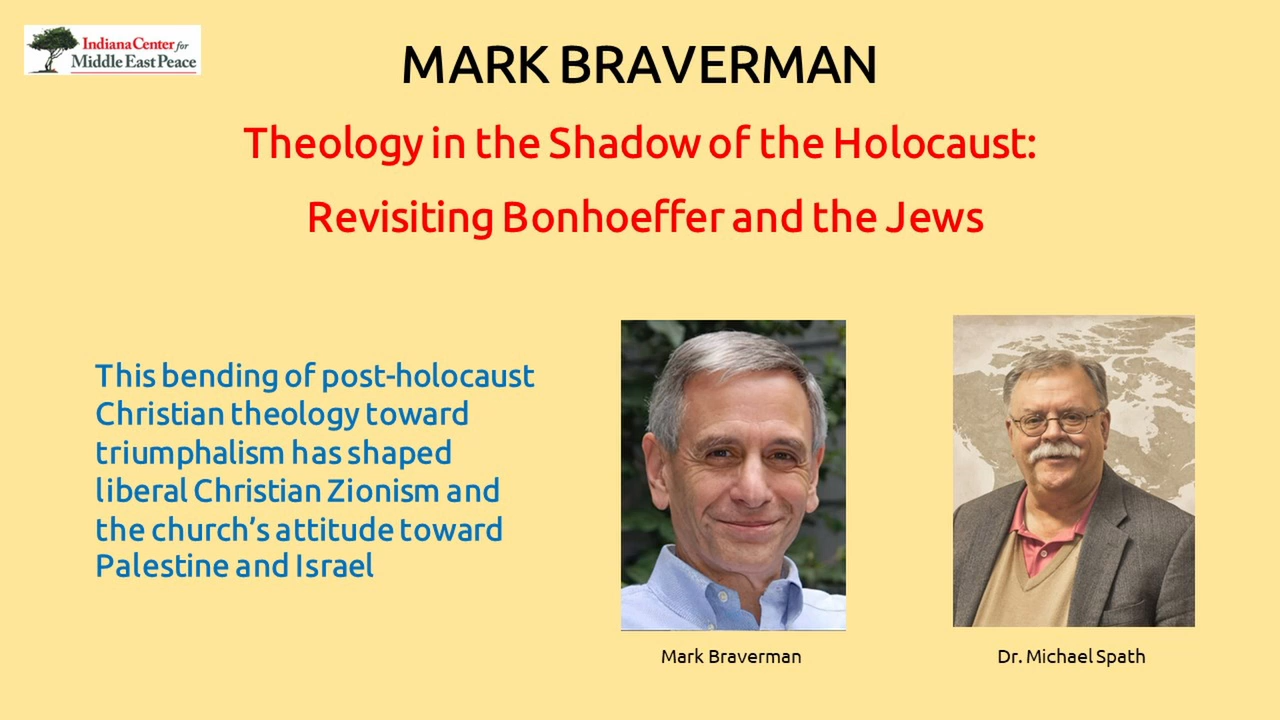 Indiana Center for
Middle East Peace
MARK BRAVERMAN
Theology in the Shadow of the Holocaust:
Revisiting Bonhoeffer and the Jews
This bending of post-holocaust
Christian theology toward
triumphalism has shaped
liberal Christian Zionism and
the church’s attitude toward
Palestine and Israel
Mark Braverman
Dr. Michael Spath